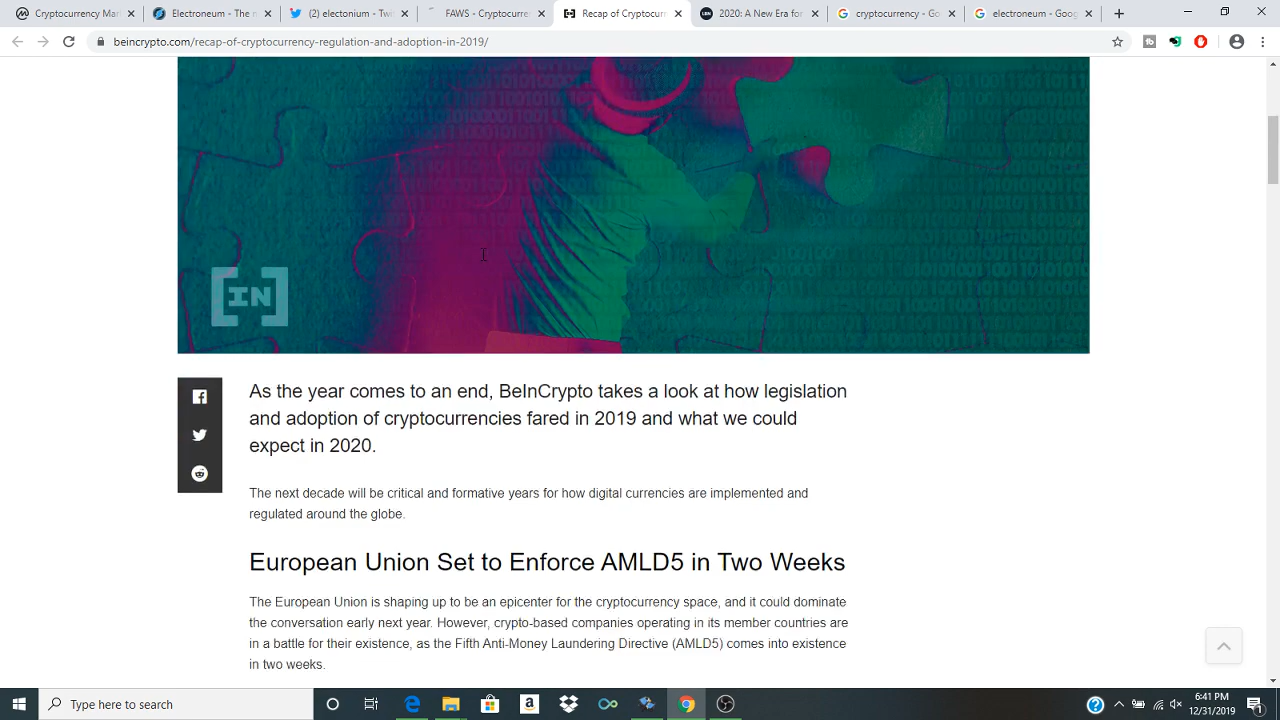 Cryptocurrency Mar
Electroneum - The n
(2) electonium - Twi
FAWS - Cryptocurre
Recap of Cryptocur
2020: A New Era for
cryptocurrency - Go
electroneum - Goog
beincrypto.com/recap-of-cryptocurrency-regulation-and-adoption-in-2019/
IN
As the year comes to an end, BeInCrypto takes a look at how legislation
and adoption of cryptocurrencies fared in 2019 and what we could
expect in 2020.
The next decade will be critical and formative years for how digital currencies are implemented and
regulated around the globe.
European Union Set to Enforce AMLD5 in Two Weeks
The European Union is shaping up to be an epicenter for the cryptocurrency space, and it could dominate
the conversation early next year. However, crypto-based companies operating in its member countries are
in a battle for their existence, as the Fifth Anti-Money Laundering Directive (AMLD5) comes into existence
in two weeks.
Type here to search
6:41 PM
12/31/2019